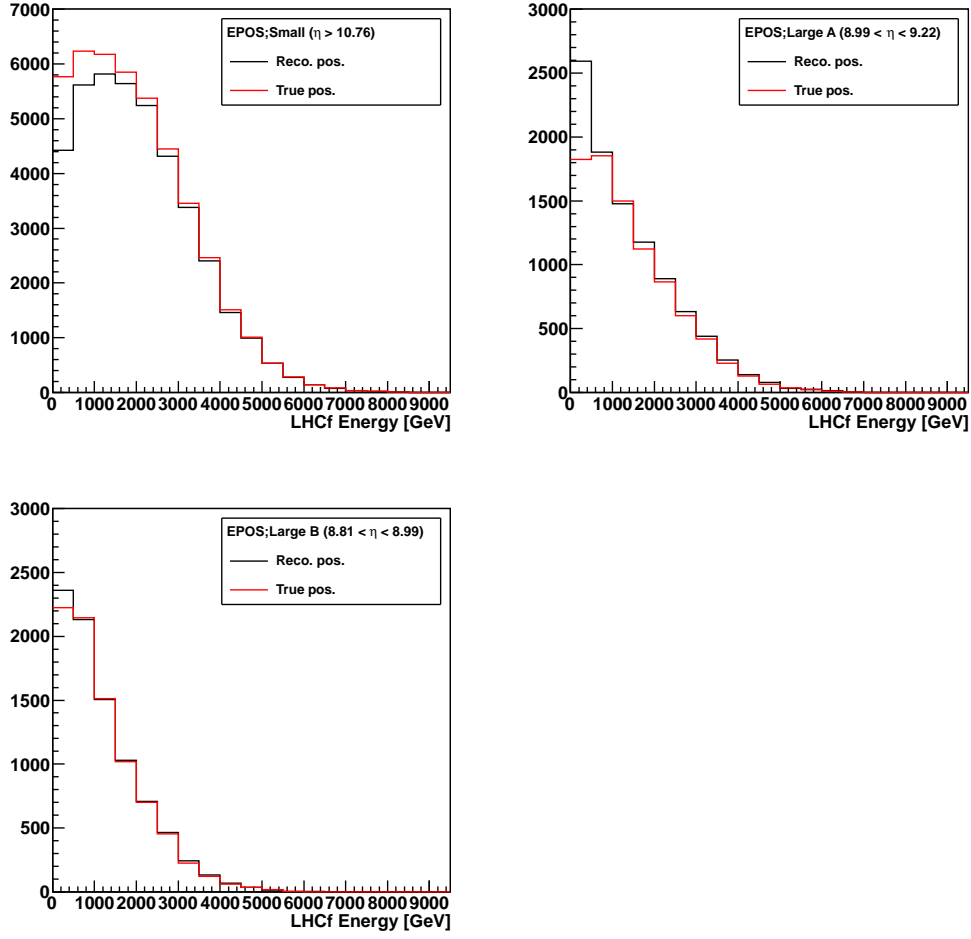 7000
6000
5000
4000
3000
2000
1000
0
EPOS;Small (η > 10.76)
Reco. pos.
True pos.
0 1000 2000 3000 4000 5000 6000 7000 8000 9000
LHCf Energy [GeV]
3000
2500
2000
1500
1000
500
0
EPOS;Large A (8.99 < η < 9.22)
Reco. pos.
True pos.
0 1000 2000 3000 4000 5000 6000 7000 8000 9000
LHCf Energy [GeV]
3000
2500
2000
1500
1000
500
0
EPOS;Large B (8.81 < η < 8.99)
Reco. pos.
True pos.
0 1000 2000 3000 4000 5000 6000 7000 8000 9000
LHCf Energy [GeV]